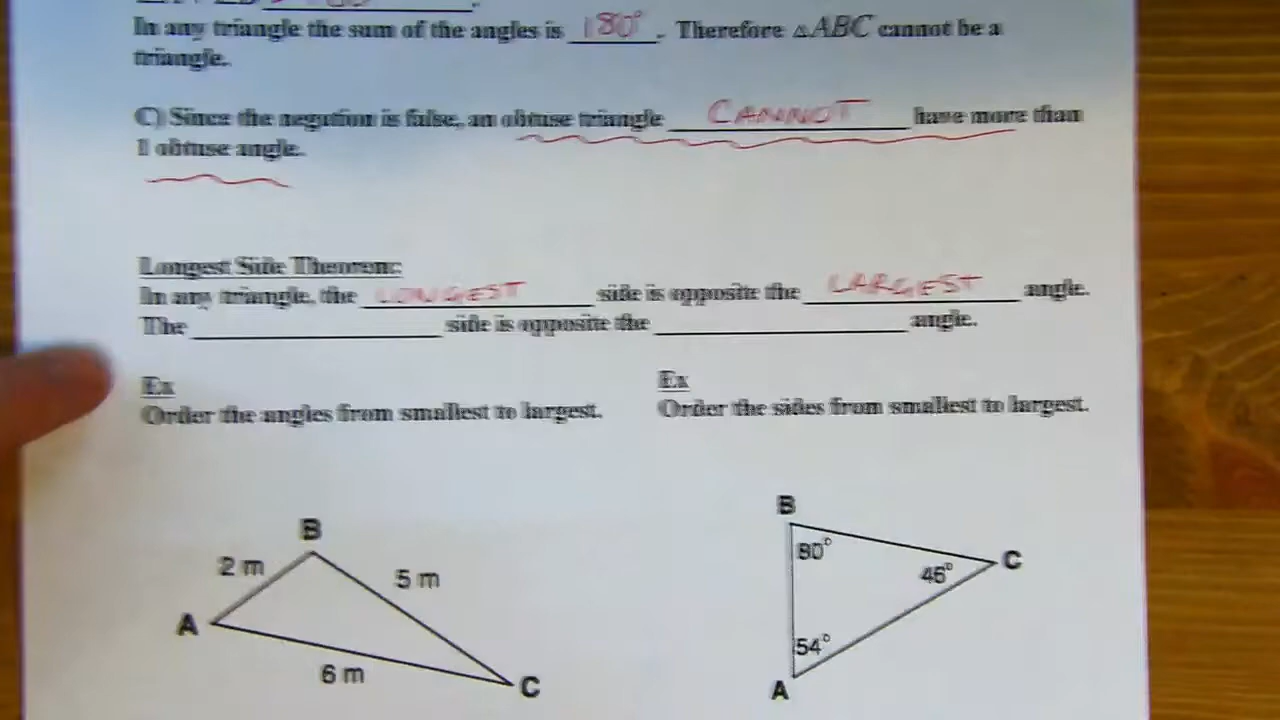 In any triangle the sum of the angles is 180°. Therefore △ABC cannot be a
triangle.
C) Since the negation is false, an obtuse triangle CANNOT have more than
1 obtuse angle.
Longest Side Theorem:
In any triangle, the LONGEST side is opposite the LARGEST angle.
The ____ side is opposite the ____ angle.
Ex
Order the angles from smallest to largest.
Ex
Order the sides from smallest to largest.
B
2 m
5 m
A
6 m
C
B
80°
46°
C
54°
A